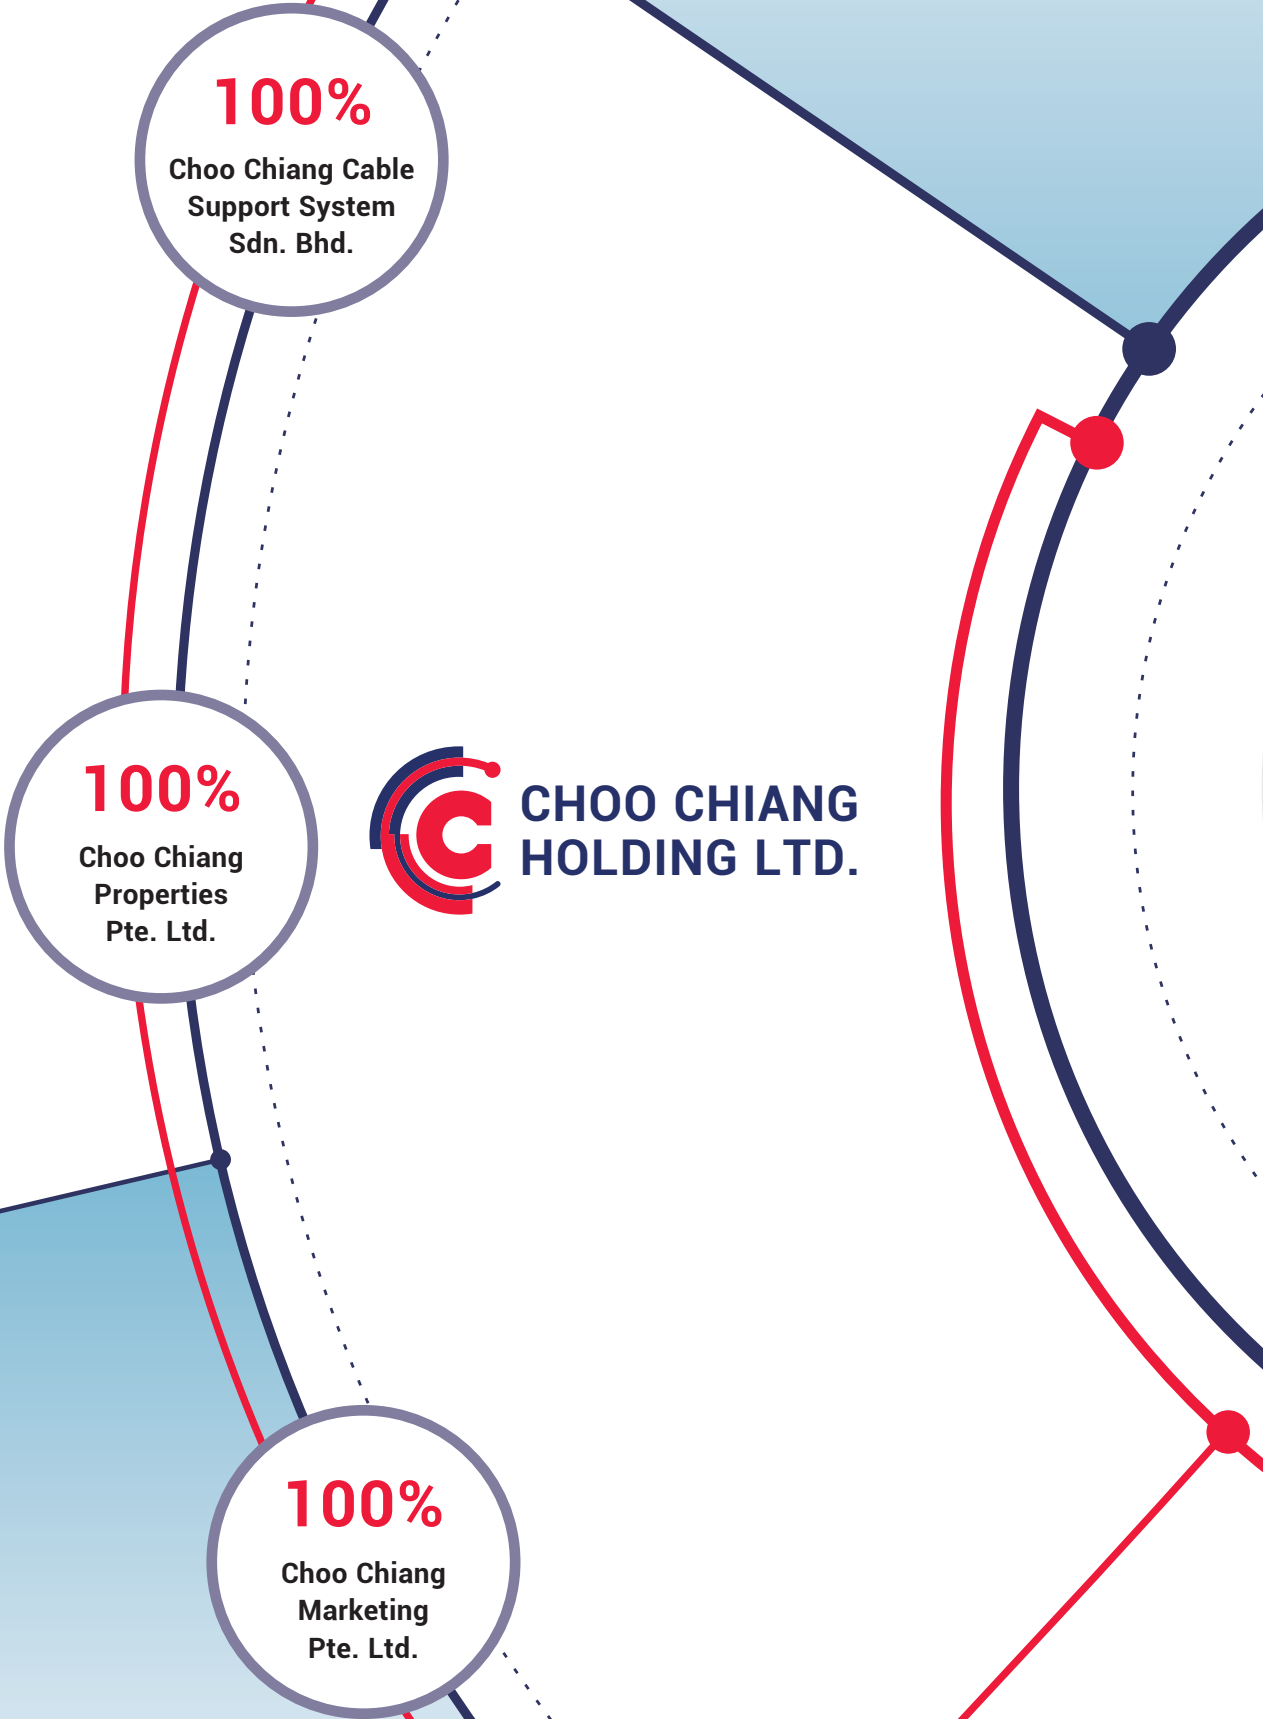 100%
Choo Chiang Cable
Support System
Sdn. Bhd.
100%
Choo Chiang
Properties
Pte. Ltd.
CHOO CHIANG
HOLDING LTD.
100%
Choo Chiang
Marketing
Pte. Ltd.